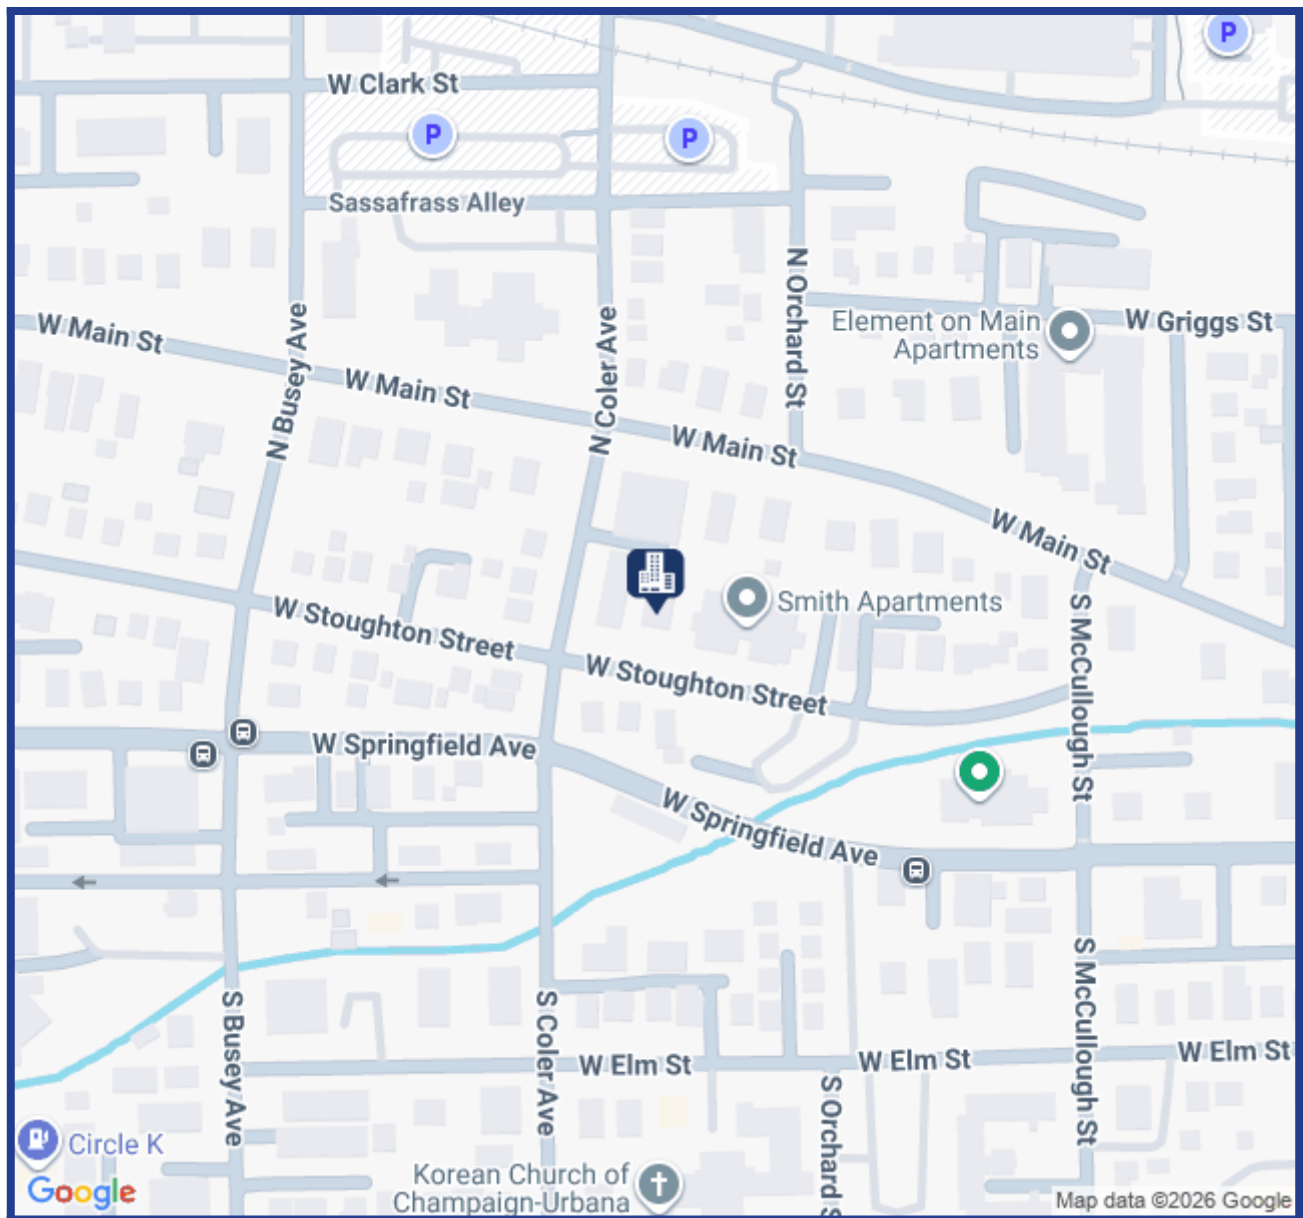 P
W Clark St
P
P
Sassafrass Alley
N Orchard St
W Main St
N Busey Ave
W Main St
N Coler Ave
W Main St
Element on Main
Apartments
W Griggs St
W Main St
W Stoughton Street
Smith Apartments
S McCullough St
W Stoughton Street
W Springfield Ave
W Springfield Ave
S Busey Ave
S Coler Ave
S McCullough St
W Elm St
W Elm St
W Elm St
S Orchard S
Circle K
Korean Church of
Champaign-Urbana
Google
Map data ©2026 Google